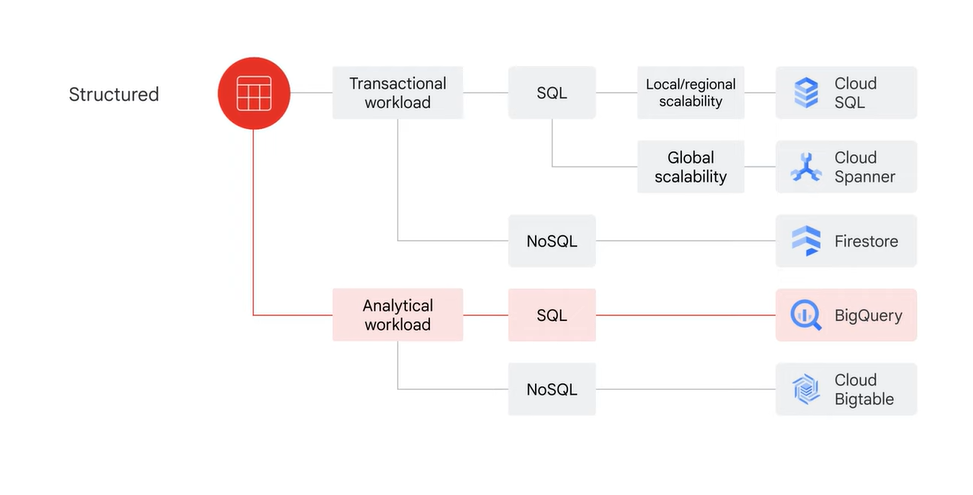 Structured
Transactional
workload
SQL
Local/regional
scalability
Cloud
SQL
Global
scalability
Cloud
Spanner
NoSQL
Firestore
Analytical
workload
SQL
BigQuery
NoSQL
Cloud
Bigtable